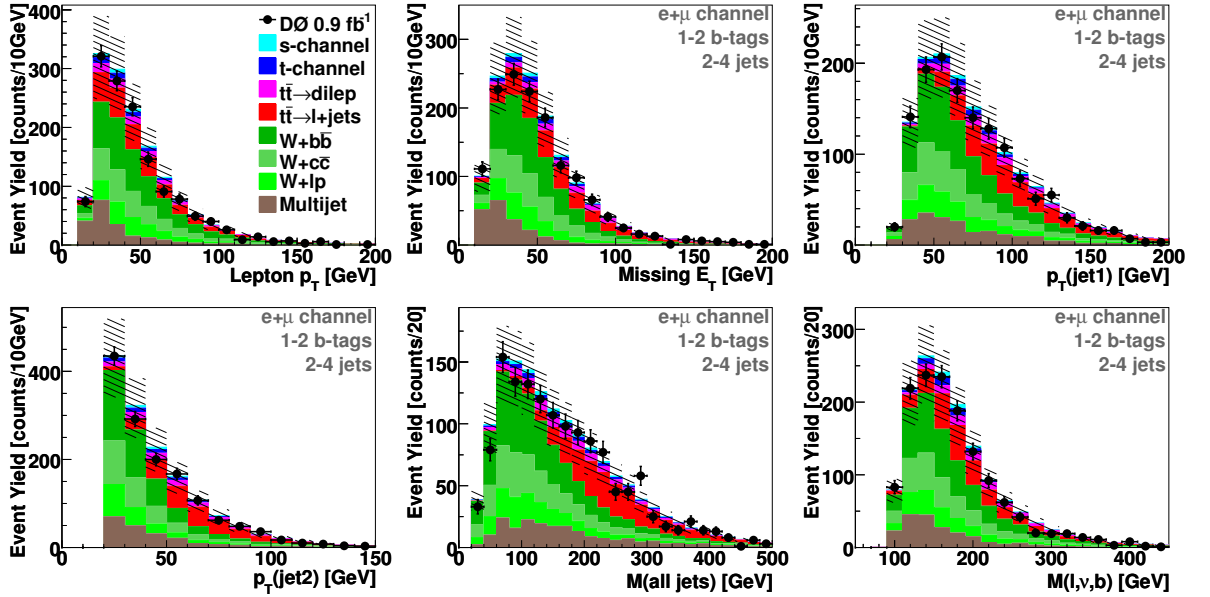 Event Yield [counts/10GeV]
400
300
200
100
0
DØ 0.9 fb⁻¹
s-channel
t-channel
tt̄→dilep
tt̄→l+jets
W+bb̄
W+cc̄
W+lp
Multijet
0 50 100 150 200
Lepton p_T [GeV]
Event Yield [counts/10GeV]
300
200
100
0
e+μ channel
1-2 b-tags
2-4 jets
0 50 100 150 200
Missing E_T [GeV]
Event Yield [counts/10GeV]
200
100
0
e+μ channel
1-2 b-tags
2-4 jets
0 50 100 150 200
p_T(jet1) [GeV]
Event Yield [counts/10GeV]
400
200
0
e+μ channel
1-2 b-tags
2-4 jets
0 50 100 150
p_T(jet2) [GeV]
Event Yield [counts/20]
150
100
50
0
e+μ channel
1-2 b-tags
2-4 jets
0 100 200 300 400 500
M(all jets) [GeV]
Event Yield [counts/20]
300
200
100
0
e+μ channel
1-2 b-tags
2-4 jets
100 200 300 400
M(l,ν,b) [GeV]